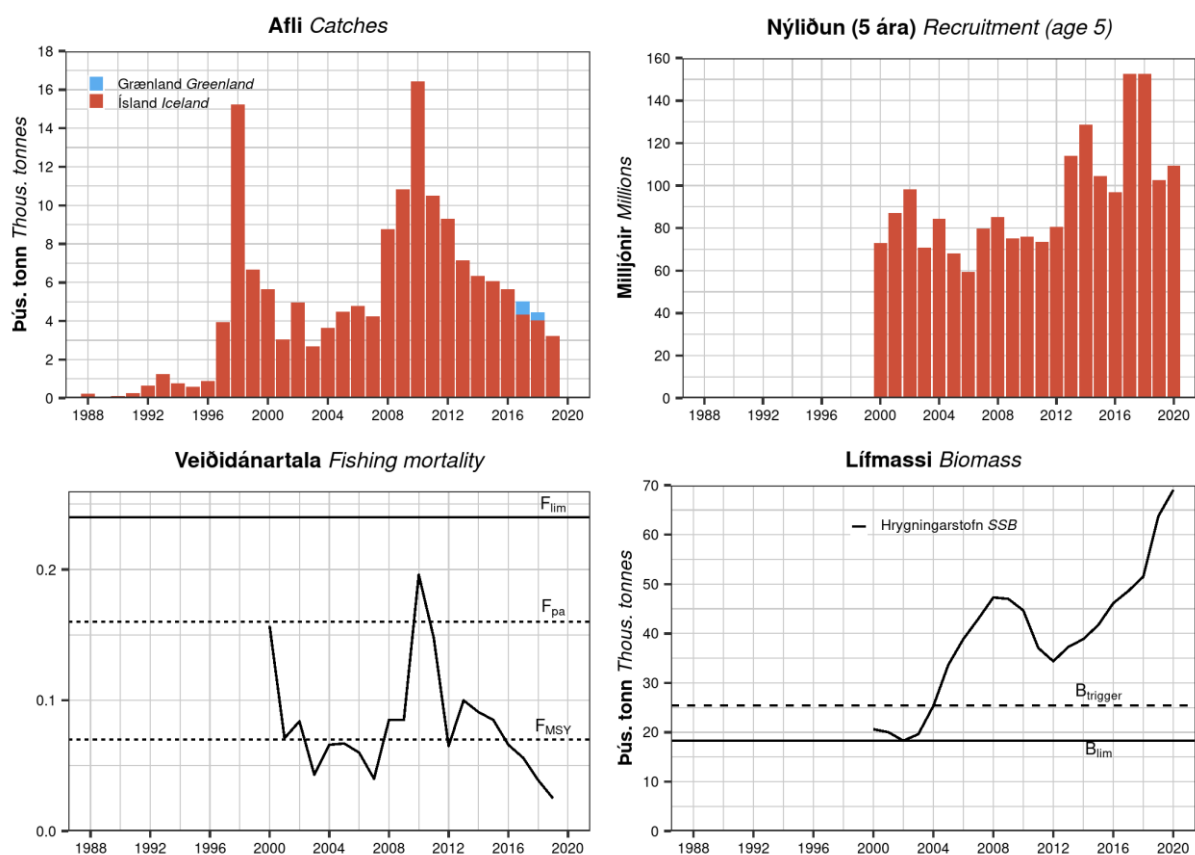 Afli Catches
Þús. tonn Thous. tonnes
18
16
14
12
10
8
6
4
2
0
Grænland Greenland
Ísland Iceland
1988 1992 1996 2000 2004 2008 2012 2016 2020
Nýliðun (5 ára) Recruitment (age 5)
Milljónir Millions
160
140
120
100
80
60
40
20
0
1988 1992 1996 2000 2004 2008 2012 2016 2020
Veiðidánartala Fishing mortality
0.2
0.1
0.0
Flim
Fpa
FMSY
1988 1992 1996 2000 2004 2008 2012 2016 2020
Lífmassi Biomass
Þús. tonn Thous. tonnes
70
60
50
40
30
20
10
0
Hrygningarstofn SSB
Btrigger
Blim
1988 1992 1996 2000 2004 2008 2012 2016 2020